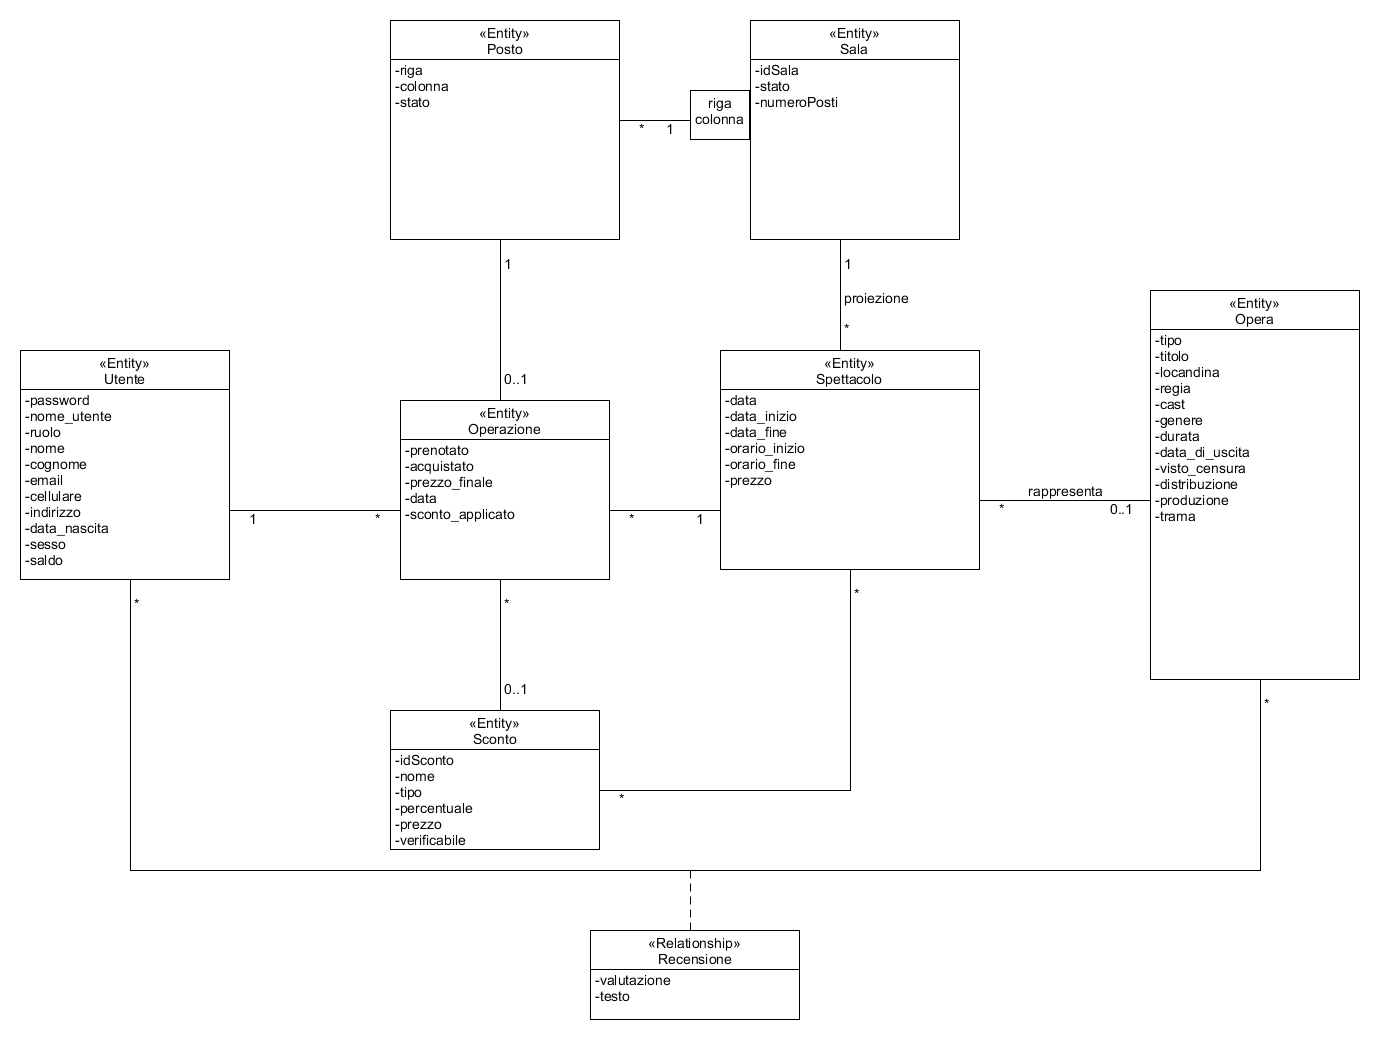 «Entity»
Posto
-riga
-colonna
-stato
«Entity»
Sala
-idSala
-stato
-numeroPosti
riga
colonna
*
1
1
0..1
1
proiezione
*
«Entity»
Utente
-password
-nome_utente
-ruolo
-nome
-cognome
-email
-cellulare
-indirizzo
-data_nascita
-sesso
-saldo
1
*
«Entity»
Operazione
-prenotato
-acquistato
-prezzo_finale
-data
-sconto_applicato
*
1
«Entity»
Spettacolo
-data
-data_inizio
-data_fine
-orario_inizio
-orario_fine
-prezzo
rappresenta
*
0..1
«Entity»
Opera
-tipo
-titolo
-locandina
-regia
-cast
-genere
-durata
-data_di_uscita
-visto_censura
-distribuzione
-produzione
-trama
*
*
0..1
*
*
*
«Entity»
Sconto
-idSconto
-nome
-tipo
-percentuale
-prezzo
-verificabile
«Relationship»
Recensione
-valutazione
-testo